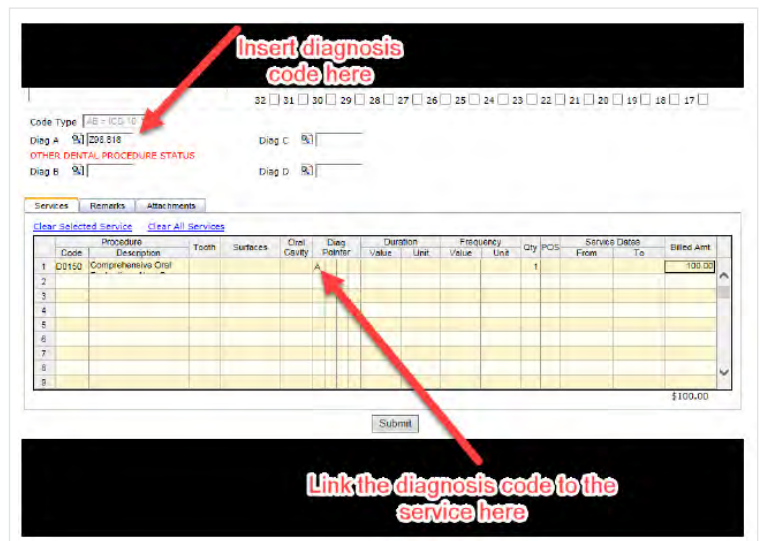 Insert diagnosis
code here
32 31 30 29 28 27 26 25 24 23 22 21 20 19 18 17
Code Type AB = ICD 10
Diag A Z98.818 Diag C
OTHER DENTAL PROCEDURE STATUS
Diag B Diag D
Services Remarks Attachments
Clear Selected Service Clear All Services
Procedure Tooth Surfaces Oral Cavity Diag Pointer Duration Frequency Qty POS Service Dates Billed Amt
Code Description Value Unit Value Unit From To
1 D0150 Comprehensive Oral A 1 100.00
2
3
4
5
6
7
8
9
$100.00
Submit
Link the diagnosis code to the
service here